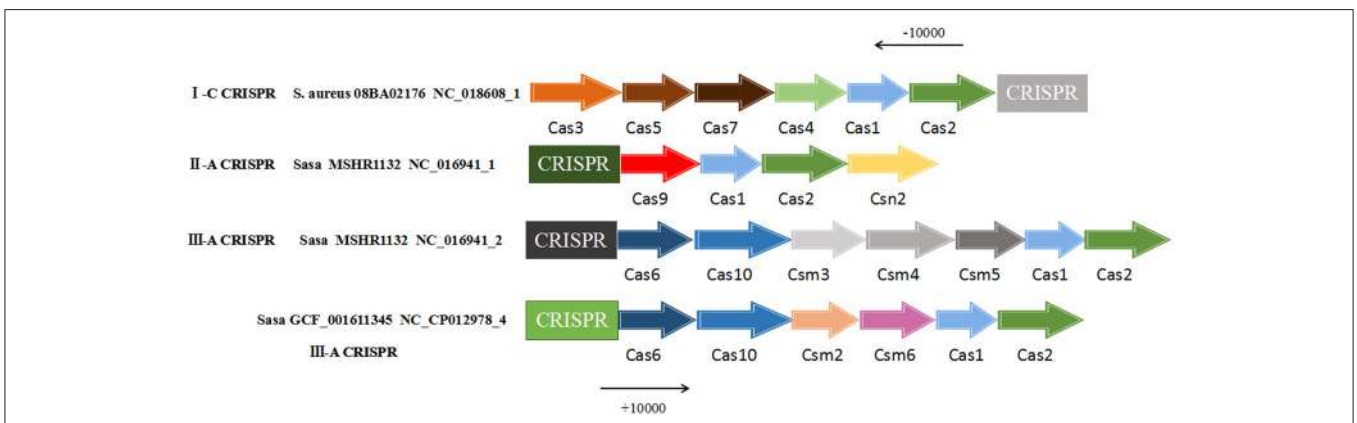 -10000
Ⅰ-C CRISPR S. aureus 08BA02176 NC_018608_1 CRISPR
Cas3 Cas5 Cas7 Cas4 Cas1 Cas2
Ⅱ-A CRISPR Sasa MSHR1132 NC_016941_1 CRISPR
Cas9 Cas1 Cas2 Csn2
Ⅲ-A CRISPR Sasa MSHR1132 NC_016941_2 CRISPR
Cas6 Cas10 Csm3 Csm4 Csm5 Cas1 Cas2
Sasa GCF_001611345 NC_CP012978_4 CRISPR
Ⅲ-A CRISPR Cas6 Cas10 Csm2 Csm6 Cas1 Cas2
+10000